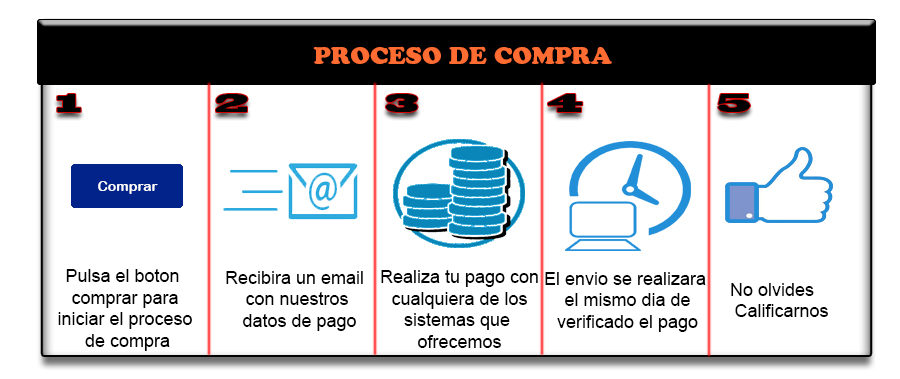 PROCESO DE COMPRA
1
Comprar
Pulsa el boton
comprar para
iniciar el proceso
de compra
2
@
Recibira un email
con nuestros
datos de pago
3
Realiza tu pago con
cualquiera de los
sistemas que
ofrecemos
4
El envio se realizara
el mismo dia de
verificado el pago
5
No olvides
Calificarnos